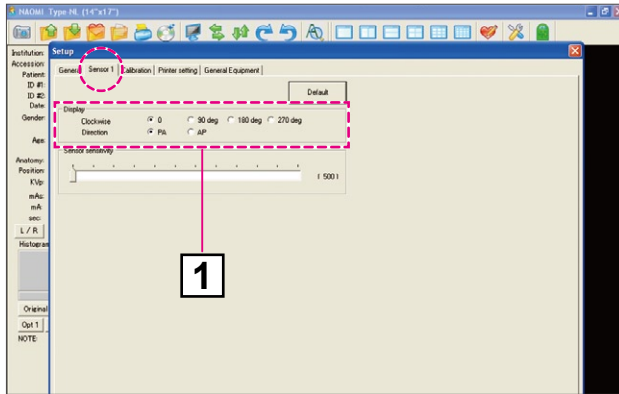 NAOMI Type-NL (14"x17")
Institution:
Accession
Patient
ID #1:
ID #2:
Date:
Gender:
Age:
Anatomy:
Position:
KVp:
mAs:
mA:
sec:
L / R
Histogram
Original
Opt 1
NOTE:
Setup
General Sensor 1 Calibration Printer setting General Equipment
Default
Display
Clockwise 0 90 deg 180 deg 270 deg
Direction PA AP
Sensor sensitivity
( 500 )
1